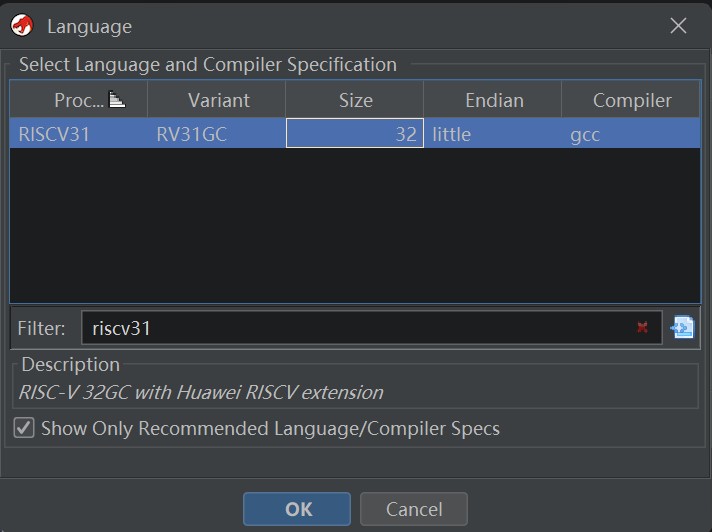 Language
Select Language and Compiler Specification
Proc... Variant Size Endian Compiler
RISCV31 RV31GC 32 little gcc
Filter: riscv31
Description
RISC-V 32GC with Huawei RISCV extension
Show Only Recommended Language/Compiler Specs
OK Cancel